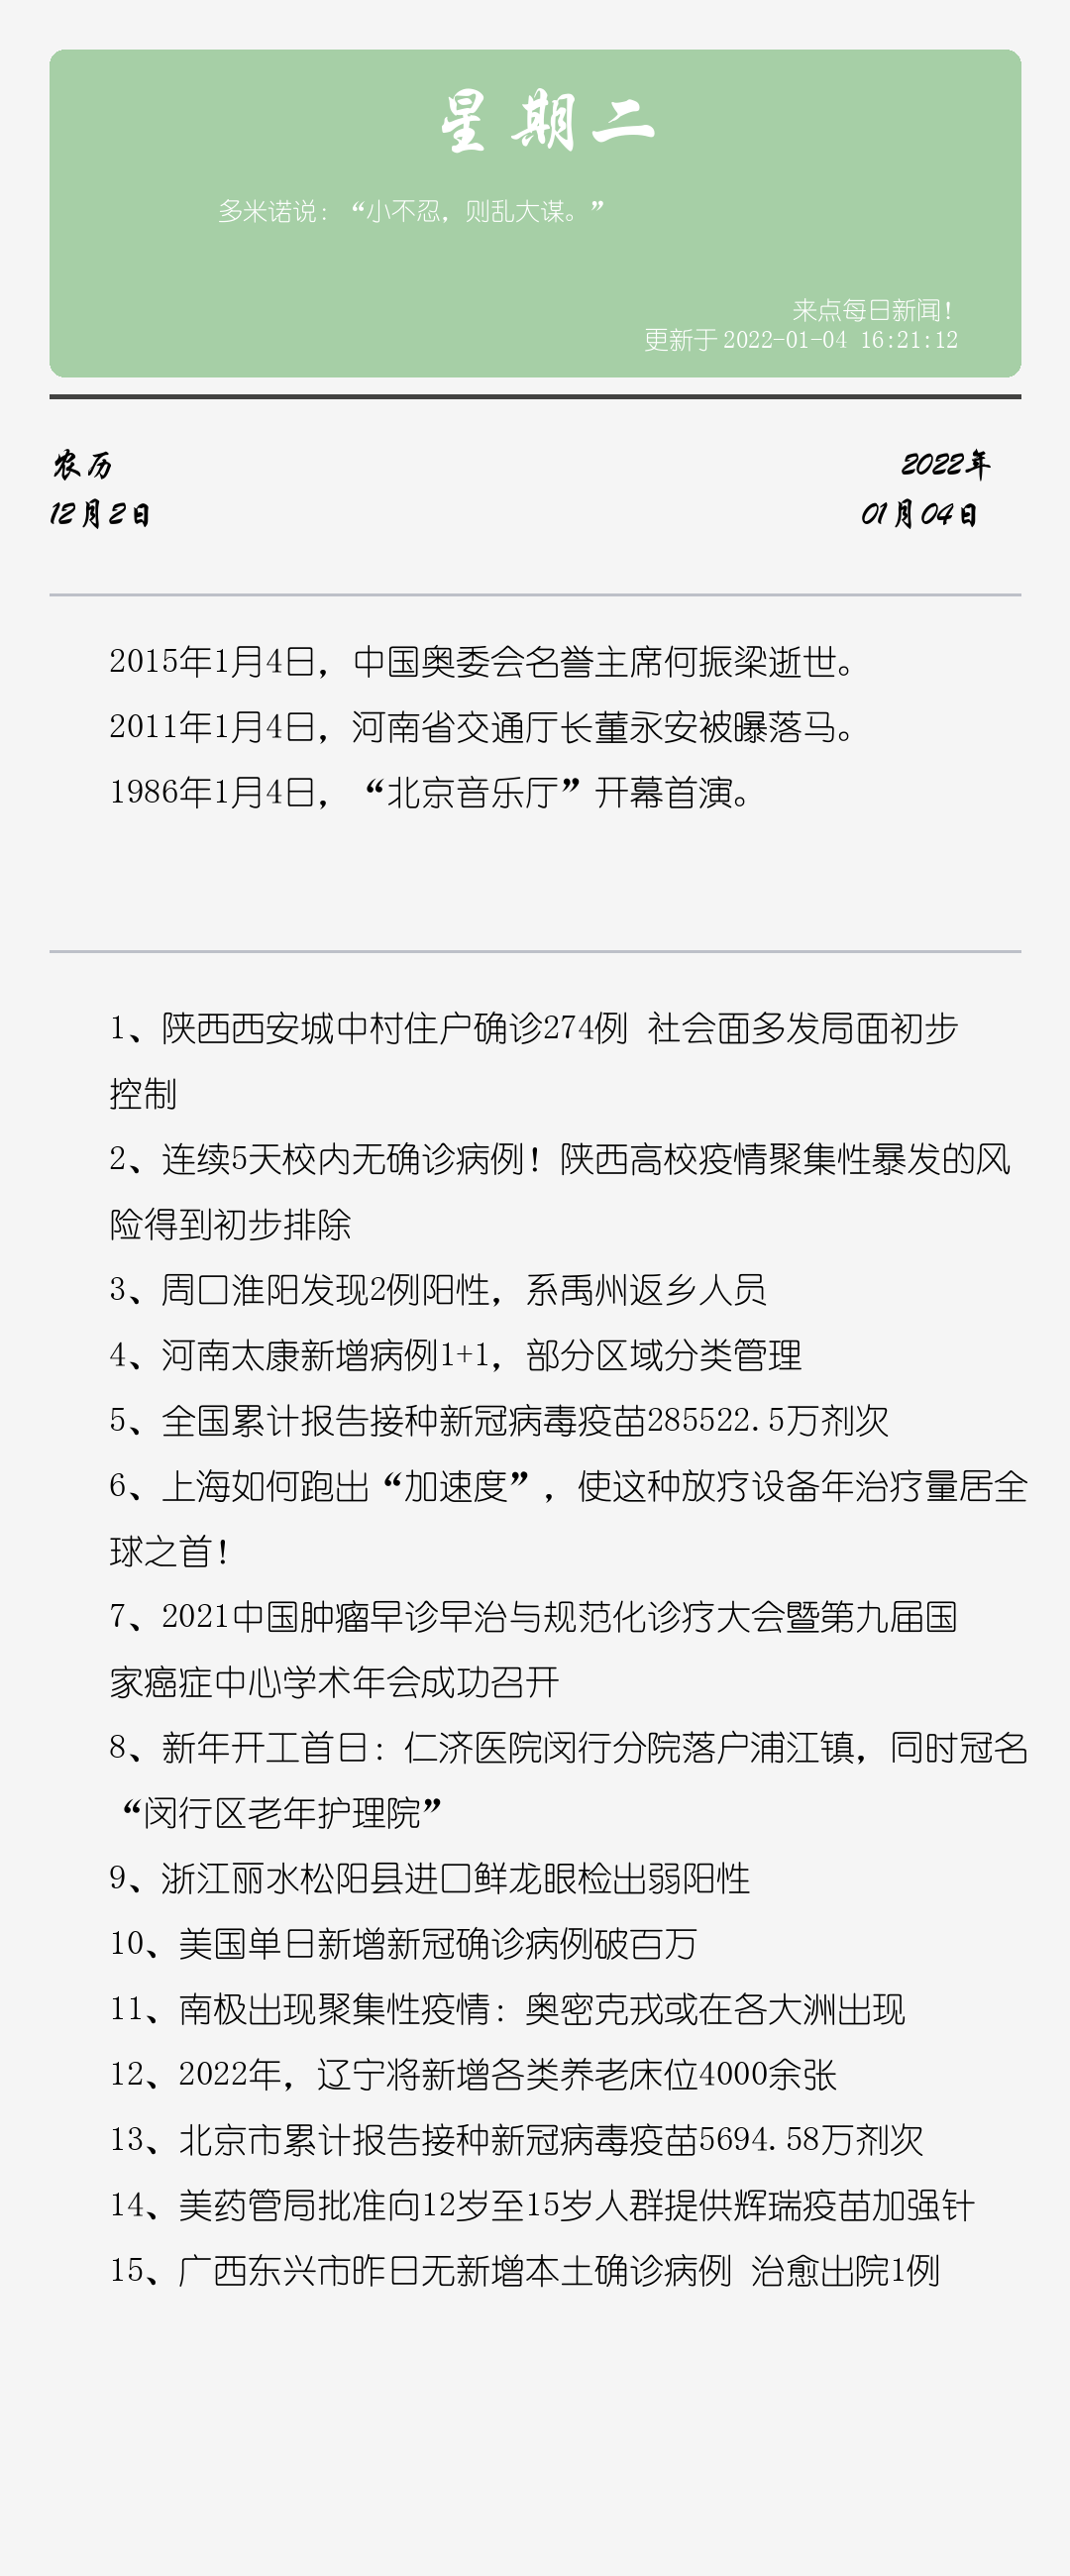 星期二
多米诺说：“小不忍，则乱大谋。”
来点每日新闻！
更新于 2022-01-04 16:21:12
农历
2022年
12月2日
01月04日
2015年1月4日，中国奥委会名誉主席何振梁逝世。
2011年1月4日，河南省交通厅长董永安被曝落马。
1986年1月4日，“北京音乐厅”开幕首演。
1、陕西西安城中村住户确诊274例 社会面多发局面初步
控制
2、连续5天校内无确诊病例！陕西高校疫情聚集性暴发的风
险得到初步排除
3、周口淮阳发现2例阳性，系禹州返乡人员
4、河南太康新增病例1+1，部分区域分类管理
5、全国累计报告接种新冠病毒疫苗285522.5万剂次
6、上海如何跑出“加速度”，使这种放疗设备年治疗量居全
球之首！
7、2021中国肿瘤早诊早治与规范化诊疗大会暨第九届国
家癌症中心学术年会成功召开
8、新年开工首日：仁济医院闵行分院落户浦江镇，同时冠名
“闵行区老年护理院”
9、浙江丽水松阳县进口鲜龙眼检出弱阳性
10、美国单日新增新冠确诊病例破百万
11、南极出现聚集性疫情：奥密克戎或在各大洲出现
12、2022年，辽宁将新增各类养老床位4000余张
13、北京市累计报告接种新冠病毒疫苗5694.58万剂次
14、美药管局批准向12岁至15岁人群提供辉瑞疫苗加强针
15、广西东兴市昨日无新增本土确诊病例 治愈出院1例